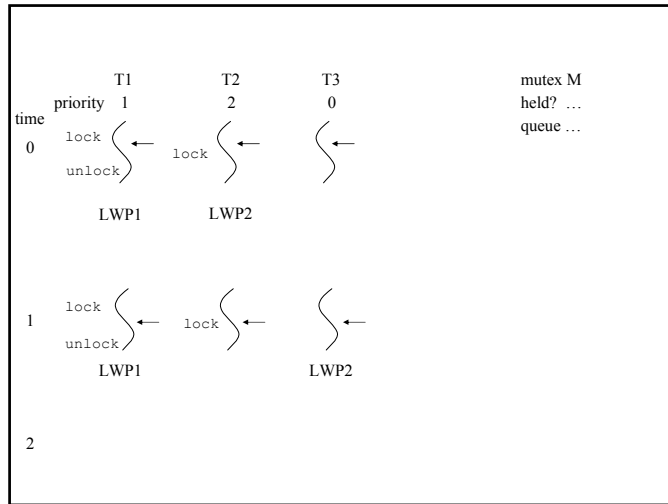 T1 T2 T3 mutex M
priority 1 2 0 held? …
time
queue …
lock
0 lock
unlock
LWP1 LWP2
lock
1 lock
unlock
LWP1 LWP2
2